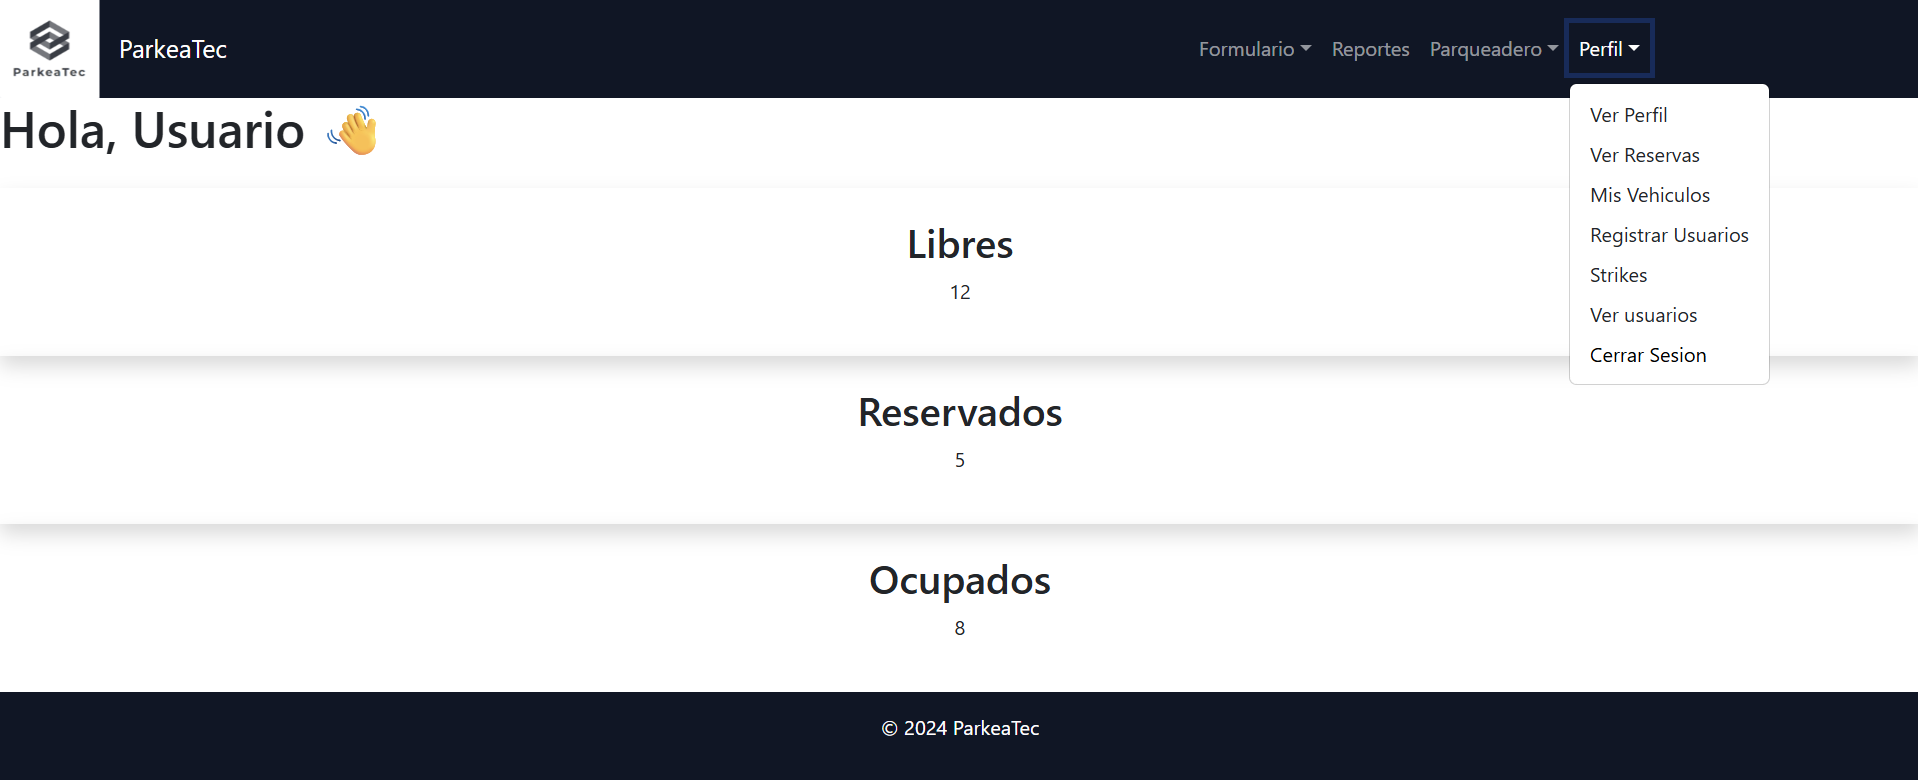 ParkeaTec
ParkeaTec
Formulario Reportes Parqueadero Perfil
Ver Perfil
Ver Reservas
Mis Vehiculos
Registrar Usuarios
Strikes
Ver usuarios
Cerrar Sesion
Hola, Usuario 👋
Libres
12
Reservados
5
Ocupados
8
© 2024 ParkeaTec